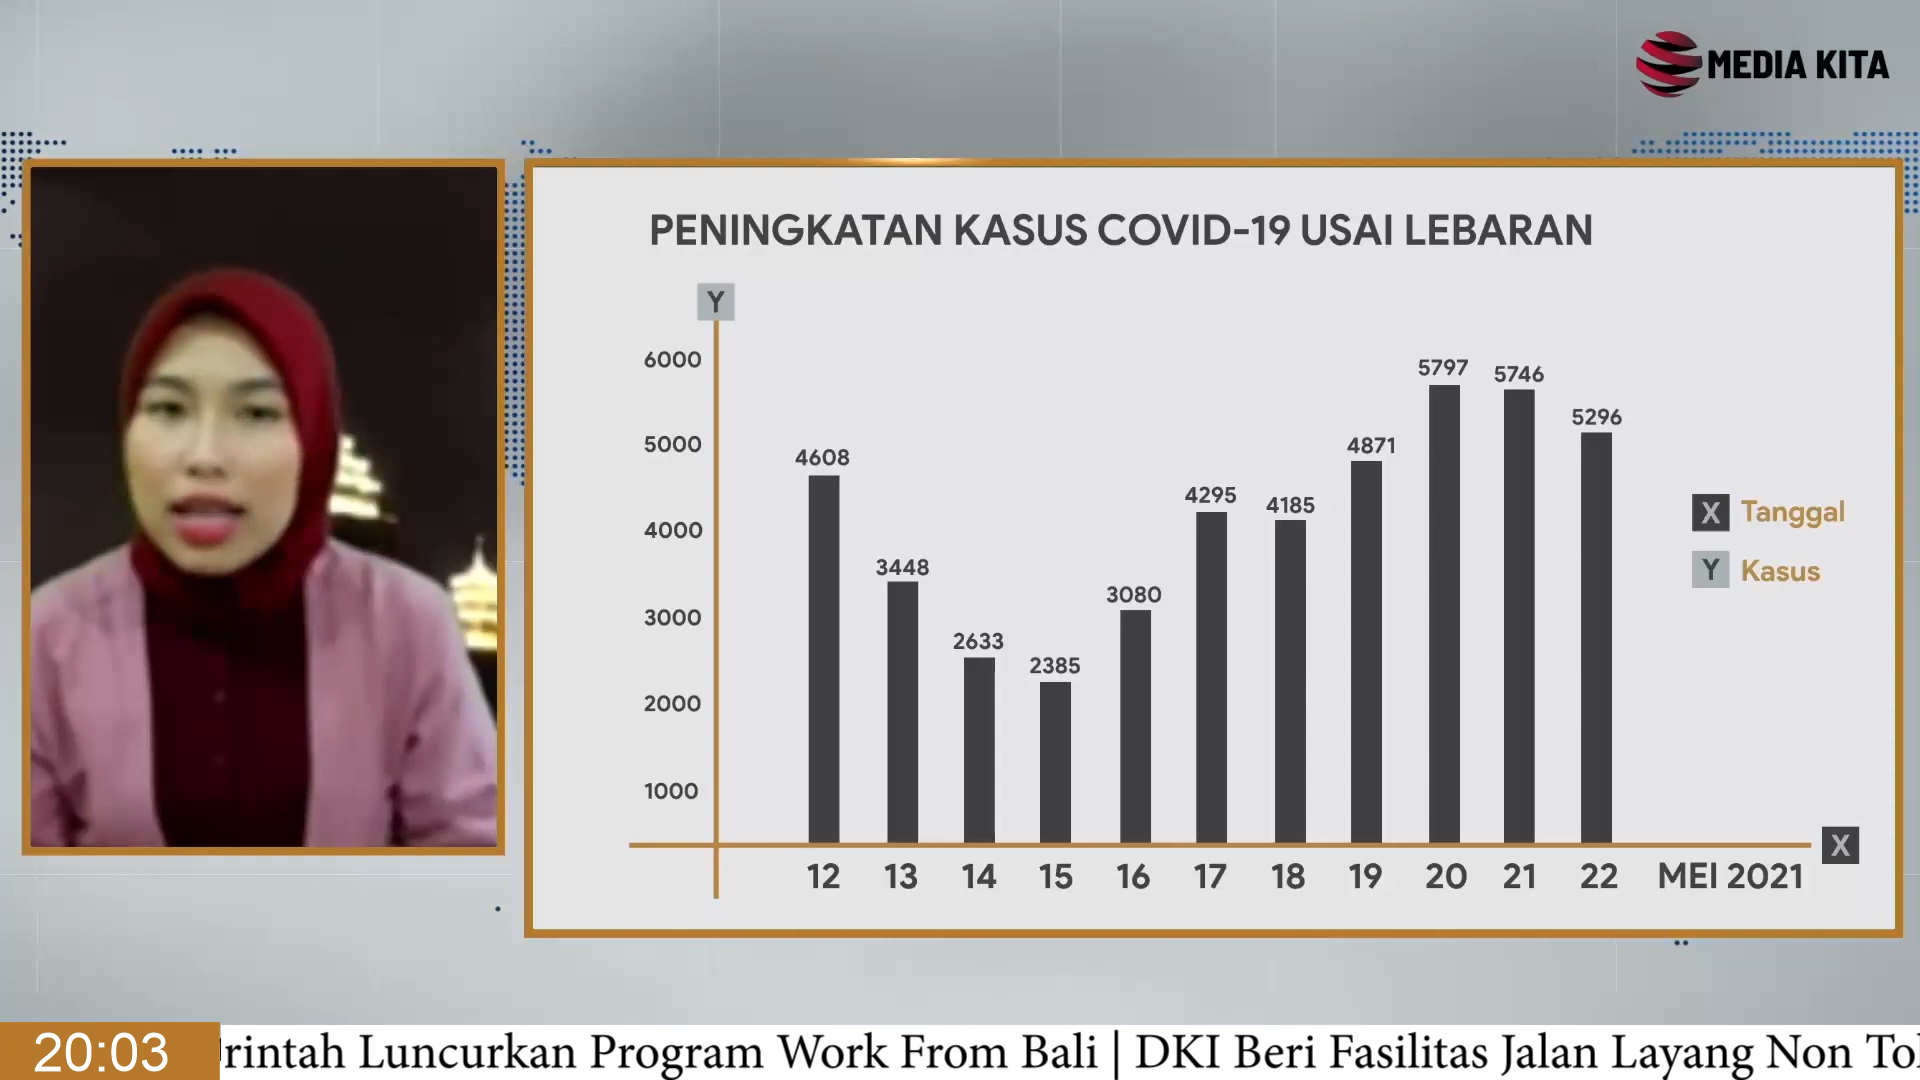 MEDIA KITA
PENINGKATAN KASUS COVID-19 USAI LEBARAN
Y
6000
5000
4000
3000
2000
1000
4608
3448
2633
2385
3080
4295
4185
4871
5797
5746
5296
X Tanggal
Y Kasus
12 13 14 15 16 17 18 19 20 21 22 MEI 2021
X
20:03
rintah Luncurkan Program Work From Bali | DKI Beri Fasilitas Jalan Layang Non Tol